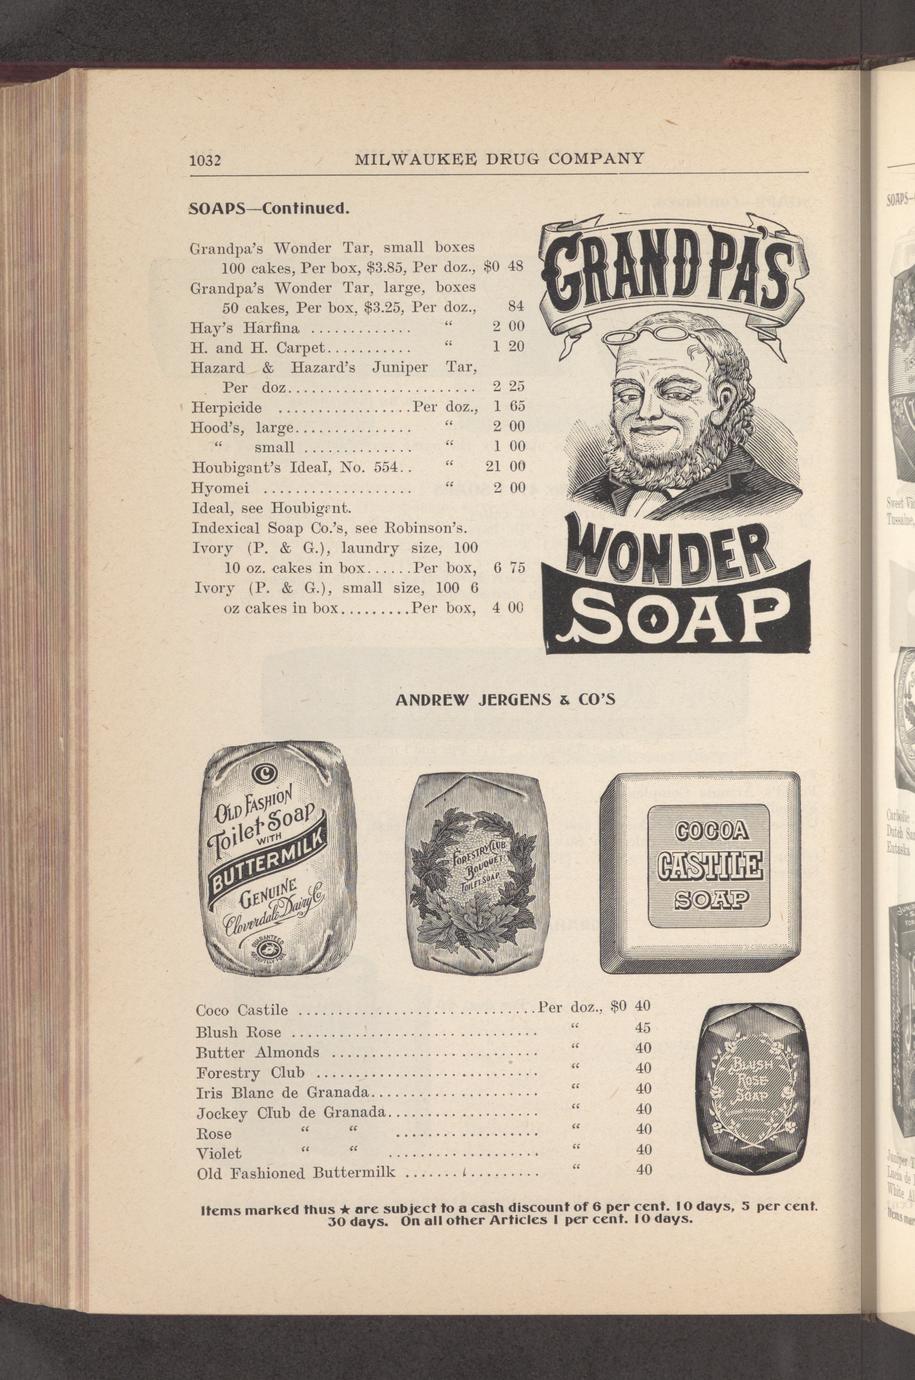 1032
MILWAUKEE DRUG COMPANY
SOAPS—Continued.
Grandpa's Wonder Tar, small boxes
100 cakes, Per box, $3.85, Per doz., $0 48
Grandpa's Wonder Tar, large, boxes
50 cakes, Per box, $3.25, Per doz., 84
Hay's Harfina ............. “ 2 00
H. and H. Carpet........... “ 1 20
Hazard & Hazard's Juniper Tar,
Per doz........................ 2 25
Herpicide .................Per doz., 1 65
Hood's, large............... “ 2 00
“ small .............. “ 1 00
Houbigant's Ideal, No. 554.. “ 21 00
Hyomei ................... “ 2 00
Ideal, see Houbigant.
Indexical Soap Co.'s, see Robinson's.
Ivory (P. & G.), laundry size, 100
10 oz. cakes in box......Per box, 6 75
Ivory (P. & G.), small size, 100 6
oz cakes in box.........Per box, 4 00
GRANDPA'S
WONDER
SOAP
ANDREW JERGENS & CO'S
C
OLD FASHION
Toilet Soap
WITH
BUTTERMILK
GENUINE
Cloverdale Dairy Co
GUARANTEED
FORESTRY CLUB
BOUQUET
TOILET SOAP
COCOA
CASTILE
SOAP
Coco Castile ..............................Per doz., $0 40
Blush Rose ............................... “ 45
Butter Almonds .......................... “ 40
Forestry Club ............................ “ 40
Iris Blanc de Granada..................... “ 40
Jockey Club de Granada................... “ 40
Rose “ “ .................. “ 40
Violet “ “ ................... “ 40
Old Fashioned Buttermilk ................. “ 40
BLUSH
ROSE
SOAP
Items marked thus ★ are subject to a cash discount of 6 per cent. 10 days, 5 per cent.
30 days. On all other Articles 1 per cent. 10 days.
SOAPS—
Sweet
Tussaine,
Carbolic
Dutch
Juniper
White
Items